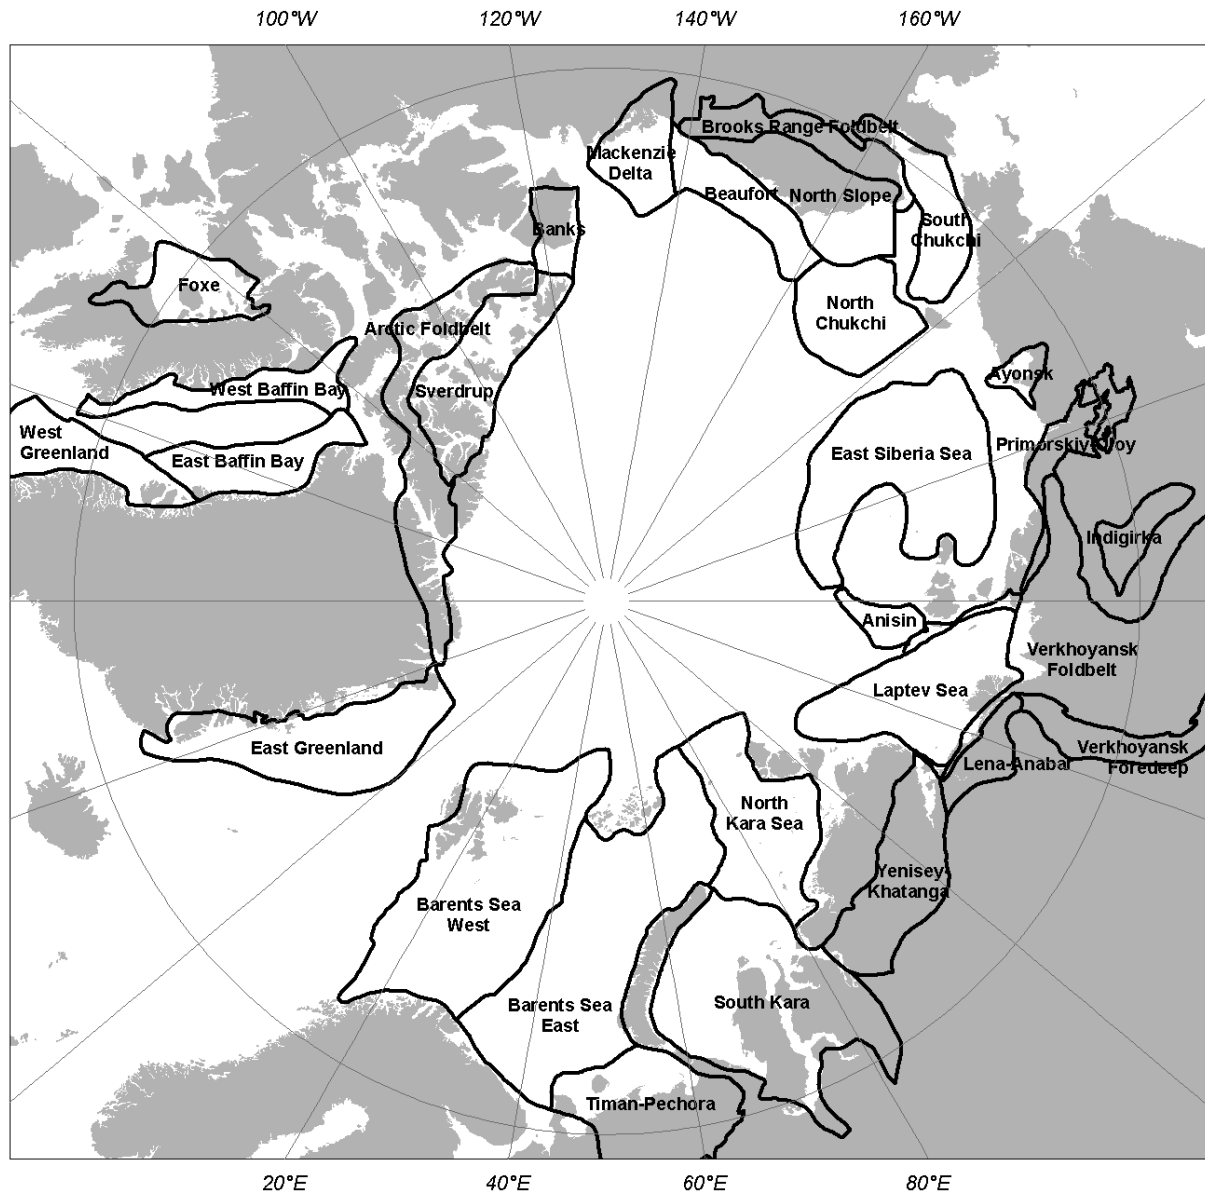 100°W
120°W
140°W
160°W
Brooks Range Foldbelt
Mackenzie
Delta
Beaufort
North Slope
Banks
South
Chukchi
Foxe
North
Chukchi
Arctic Foldbelt
Ayonsk
West Baffin Bay
Sverdrup
West
Greenland
East Baffin Bay
East Siberia Sea
Indigirka
Anisin
Verkhoyansk
Foldbelt
Laptev Sea
East Greenland
Verkhoyansk
Foredeep
Lena-Anabar
North
Kara Sea
Yenisey-
Khatanga
Barents Sea
West
Barents Sea
East
South Kara
Timan-Pechora
20°E
40°E
60°E
80°E